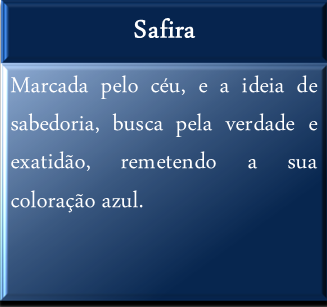 Safira
Marcada pelo céu, e a ideia de
sabedoria, busca pela verdade e
exatidão, remetendo a sua
coloração azul.